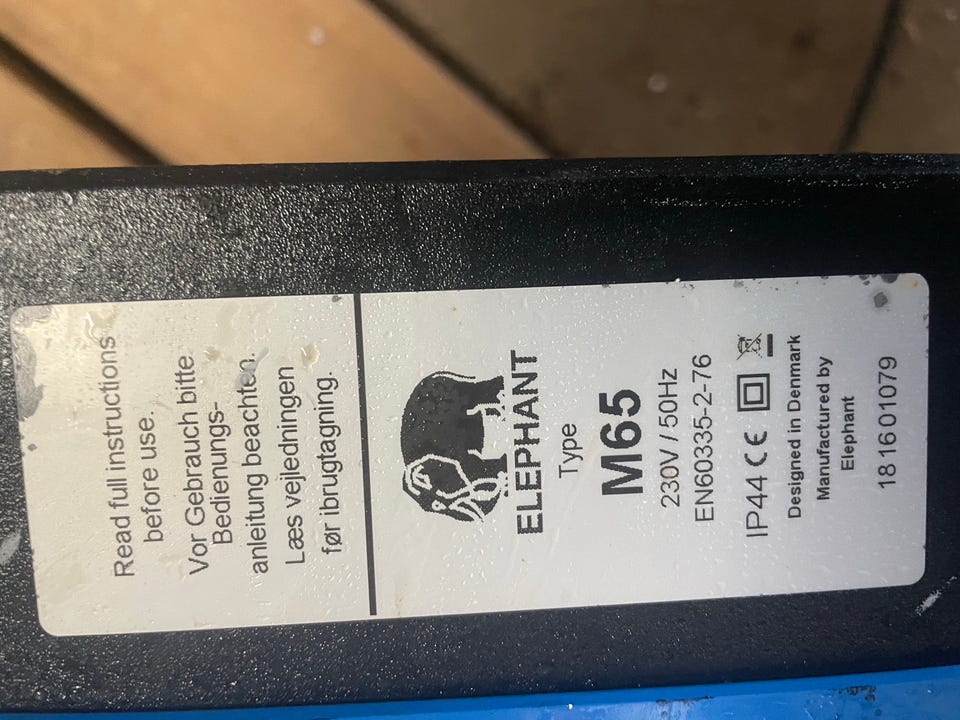 Read full instructions
before use.
Vor Gebrauch bitte
Bedienungs-
anleitung beachten.
Læs vejledningen
før ibrugtagning.
ELEPHANT
Type
M65
230V / 50Hz
EN60335-2-76
IP44 CE
Designed in Denmark
Manufactured by
Elephant
181601079